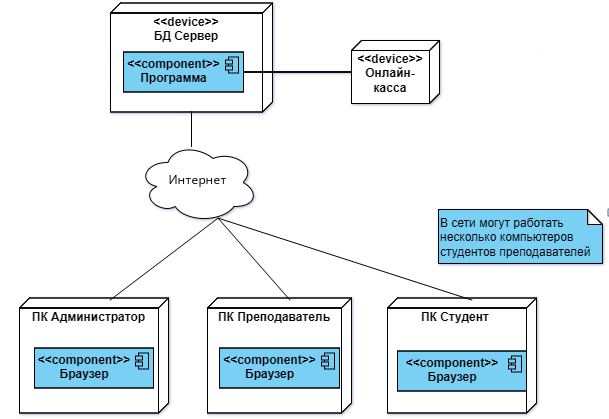 <<device>>
БД Сервер
<<component>>
Программа
<<device>>
Онлайн-
касса
Интернет
В сети могут работать
несколько компьютеров
студентов преподавателей
ПК Администратор
<<component>>
Браузер
ПК Преподаватель
<<component>>
Браузер
ПК Студент
<<component>>
Браузер